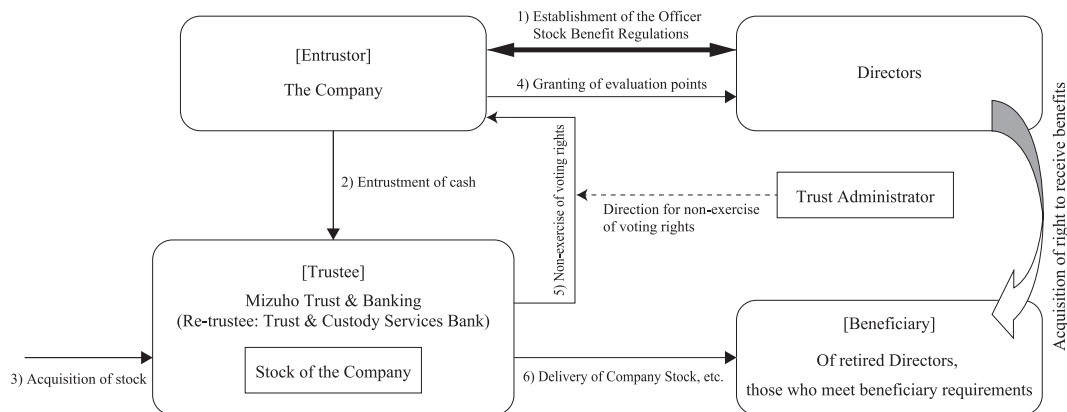 1) Establishment of the Officer
Stock Benefit Regulations
[Entrustor]
The Company
Directors
4) Granting of evaluation points
2) Entrustment of cash
5) Non-exercise of voting rights
Direction for non-exercise
of voting rights
Trust Administrator
Acquisition of right to receive benefits
[Trustee]
Mizuho Trust & Banking
(Re-trustee: Trust & Custody Services Bank)
Stock of the Company
3) Acquisition of stock
6) Delivery of Company Stock, etc.
[Beneficiary]
Of retired Directors,
those who meet beneficiary requirements